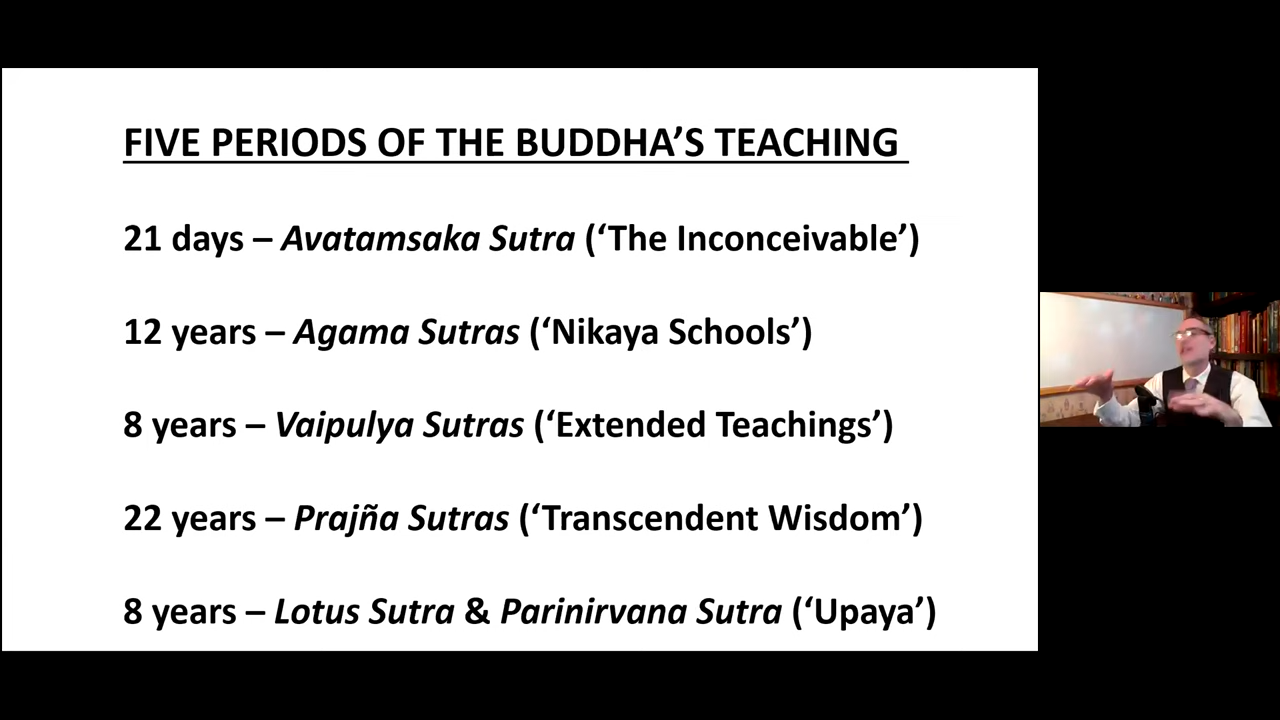 FIVE PERIODS OF THE BUDDHA’S TEACHING
21 days – Avatamsaka Sutra (‘The Inconceivable’)
12 years – Agama Sutras (‘Nikaya Schools’)
8 years – Vaipulya Sutras (‘Extended Teachings’)
22 years – Prajña Sutras (‘Transcendent Wisdom’)
8 years – Lotus Sutra & Parinirvana Sutra (‘Upaya’)